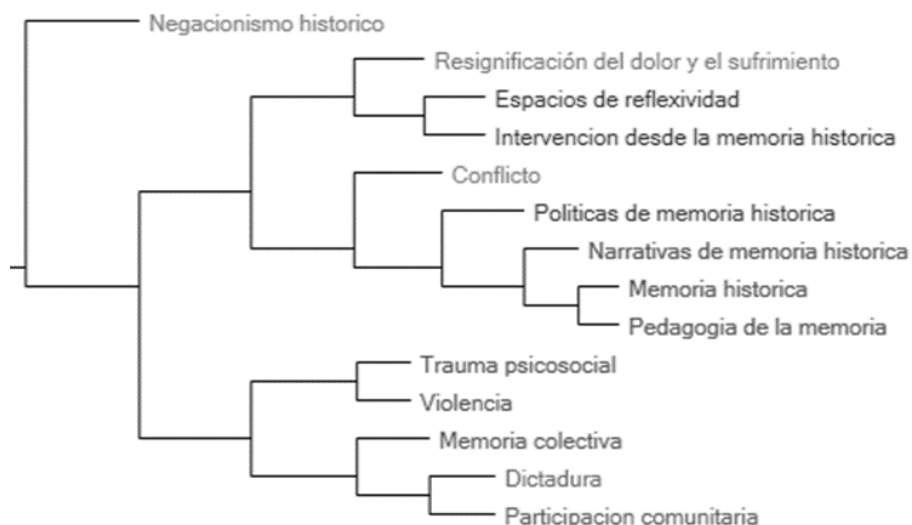 Negacionismo historico
Resignificación del dolor y el sufrimiento
Espacios de reflexividad
Intervencion desde la memoria historica
Conflicto
Politicas de memoria historica
Narrativas de memoria historica
Memoria historica
Pedagogia de la memoria
Trauma psicosocial
Violencia
Memoria colectiva
Dictadura
Participacion comunitaria